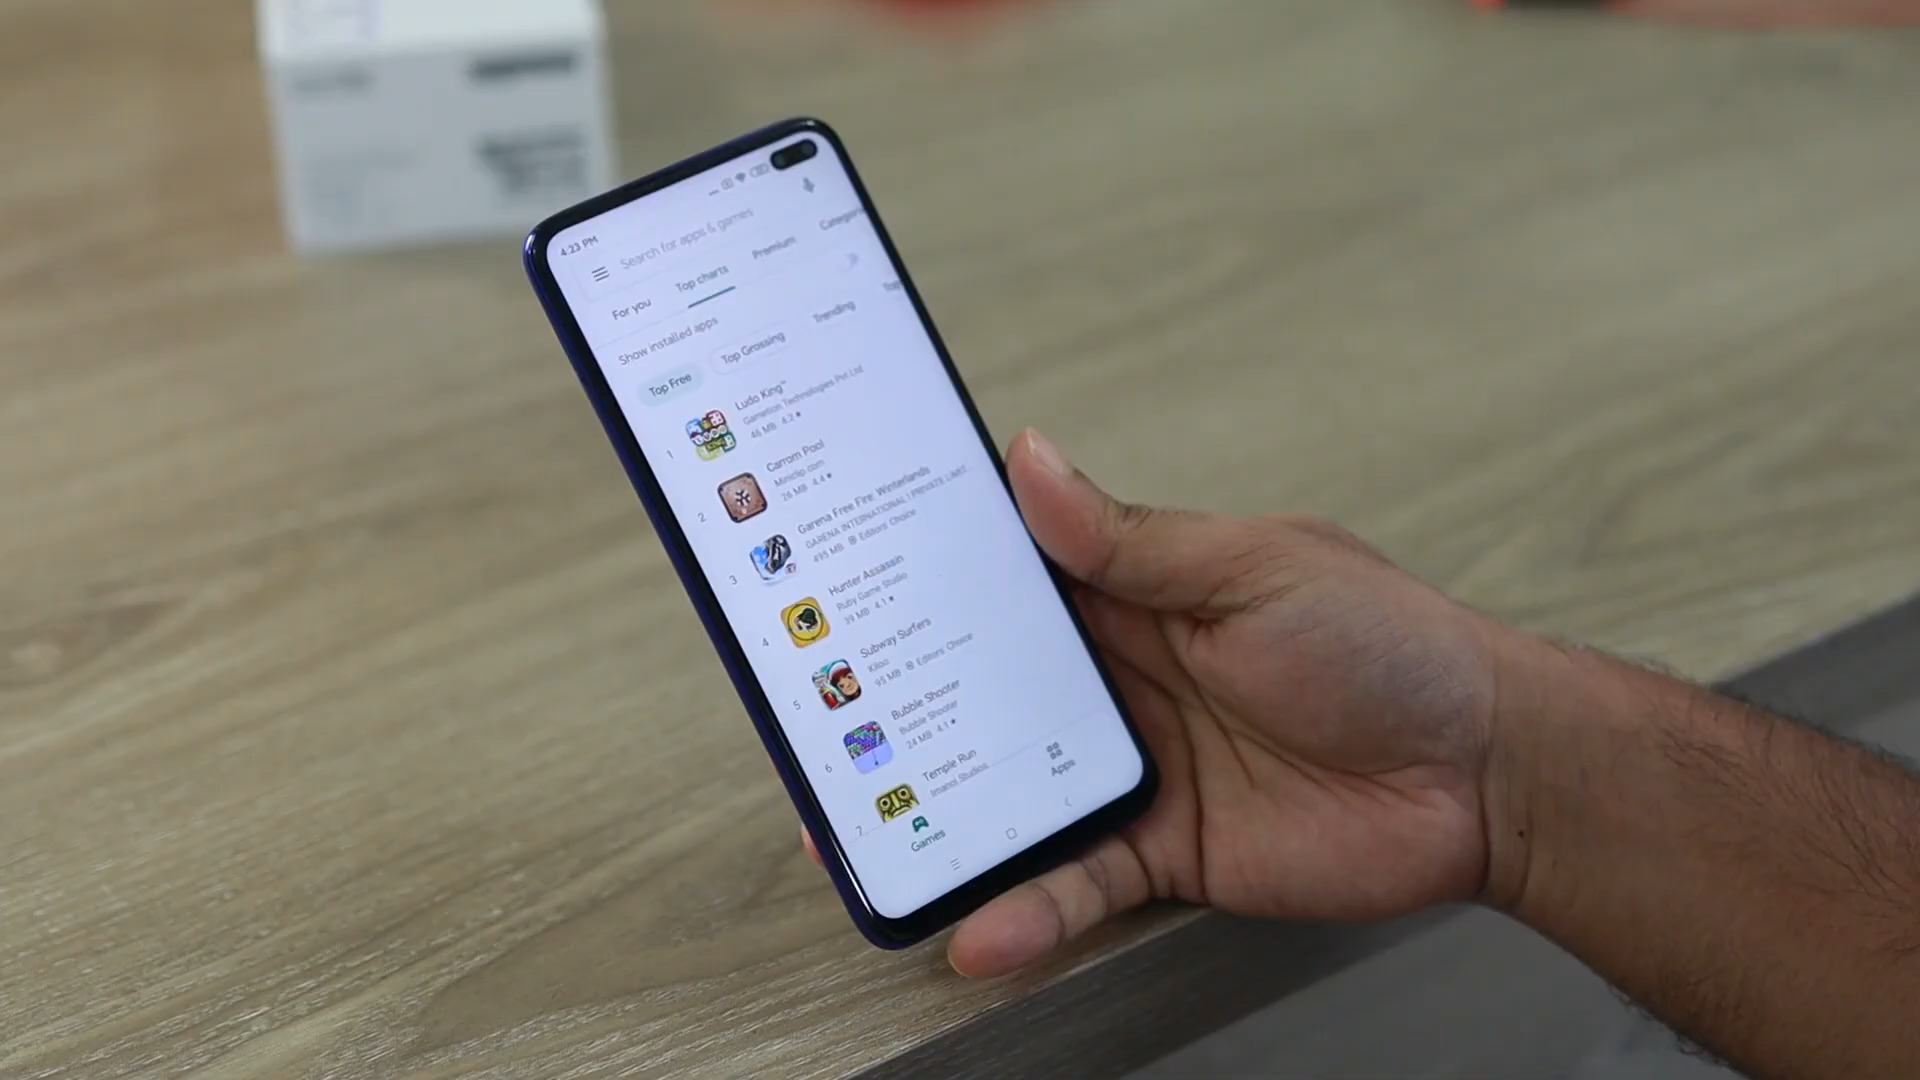 4:23 PM
Search for apps & games
For you
Top charts
Premium
Show installed apps
Top Free
Top Grossing
Trending
1
Ludo King™
Gametion Technologies Pvt Ltd
46 MB 4.2★
2
Carrom Pool
Miniclip.com
26 MB 4.4★
3
Garena Free Fire: Winterlands
GARENA INTERNATIONAL I PRIVATE LIMIT...
495 MB Editors' Choice
4
Hunter Assassin
Ruby Game Studio
39 MB 4.1★
5
Subway Surfers
Kiloo
95 MB Editors' Choice
6
Bubble Shooter
Bubble Shooter
24 MB 4.1★
7
Temple Run
Imangi Studios
Games
Apps